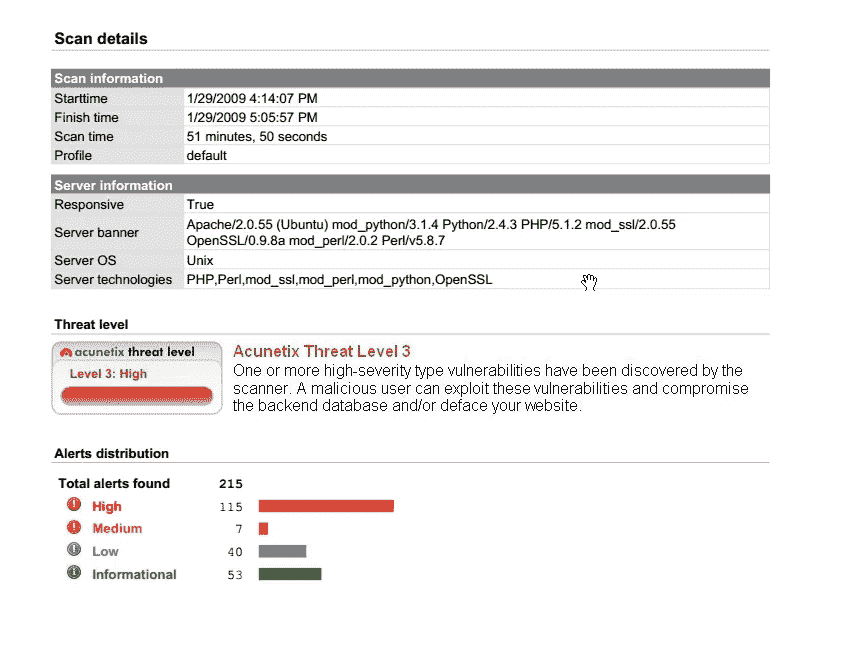 Scan details
Scan information
Starttime 1/29/2009 4:14:07 PM
Finish time 1/29/2009 5:05:57 PM
Scan time 51 minutes, 50 seconds
Profile default
Server information
Responsive True
Server banner Apache/2.0.55 (Ubuntu) mod_python/3.1.4 Python/2.4.3 PHP/5.1.2 mod_ssl/2.0.55
OpenSSL/0.9.8a mod_perl/2.0.2 Perl/v5.8.7
Server OS Unix
Server technologies PHP,Perl,mod_ssl,mod_perl,mod_python,OpenSSL
Threat level
acunetix threat level
Level 3: High
Acunetix Threat Level 3
One or more high-severity type vulnerabilities have been discovered by the
scanner. A malicious user can exploit these vulnerabilities and compromise
the backend database and/or deface your website.
Alerts distribution
Total alerts found 215
High 115
Medium 7
Low 40
Informational 53